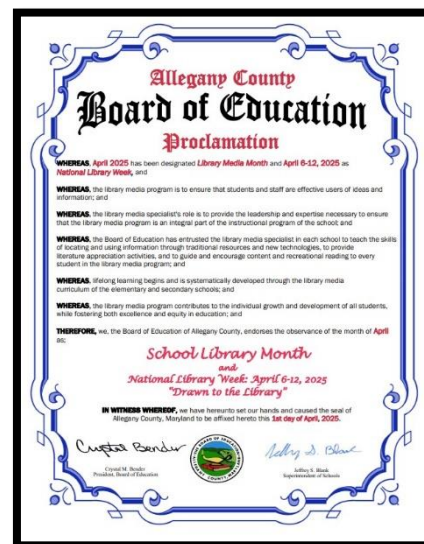 Allegany County
Board of Education
Proclamation
WHEREAS, April 2025 has been designated Library Media Month and April 6-12, 2025 as
National Library Week, and
WHEREAS, the library media program is to ensure that students and staff are effective users of ideas and
information; and
WHEREAS, the library media specialist's role is to provide the leadership and expertise necessary to ensure
that the library media program is an integral part of the instructional program of the school; and
WHEREAS, the Board of Education has entrusted the library media specialist in each school to teach the skills
of locating and using information through traditional resources and new technologies, to provide
literature appreciation activities, and to guide and encourage content and recreational reading to every
student in the library media program; and
WHEREAS, lifelong learning begins and is systematically developed through the library media
curriculum of the elementary and secondary schools; and
WHEREAS, the library media program contributes to the individual growth and development of all students,
while fostering both excellence and equity in education; and
THEREFORE, we, the Board of Education of Allegany County, endorses the observance of the month of April
as;
School Library Month
and
National Library Week: April 6-12, 2025
"Drawn to the Library"
IN WITNESS WHEREOF, we have hereunto set our hands and caused the seal of
Allegany County, Maryland to be affixed hereto this 1st day of April, 2025.
Crystal Bender
Crystal M. Bender
President, Board of Education
Jeffrey S. Blank
Jeffrey S. Blank
Superintendent of Schools